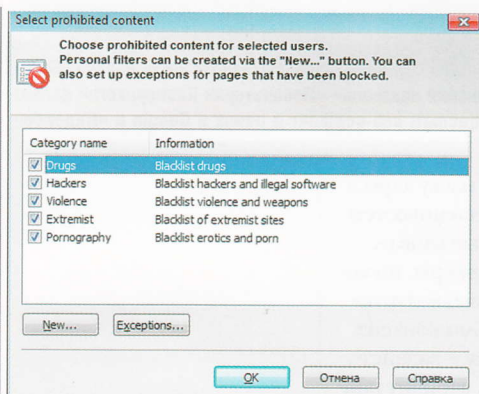 Select prohibited content
Choose prohibited content for selected users.
Personal filters can be created via the "New..." button. You can
also set up exceptions for pages that have been blocked.
Category name Information
Drugs Blacklist drugs
Hackers Blacklist hackers and illegal software
Violence Blacklist violence and weapons
Extremist Blacklist of extremist sites
Pornography Blacklist erotics and porn
New... Exceptions...
OK Отмена Справка